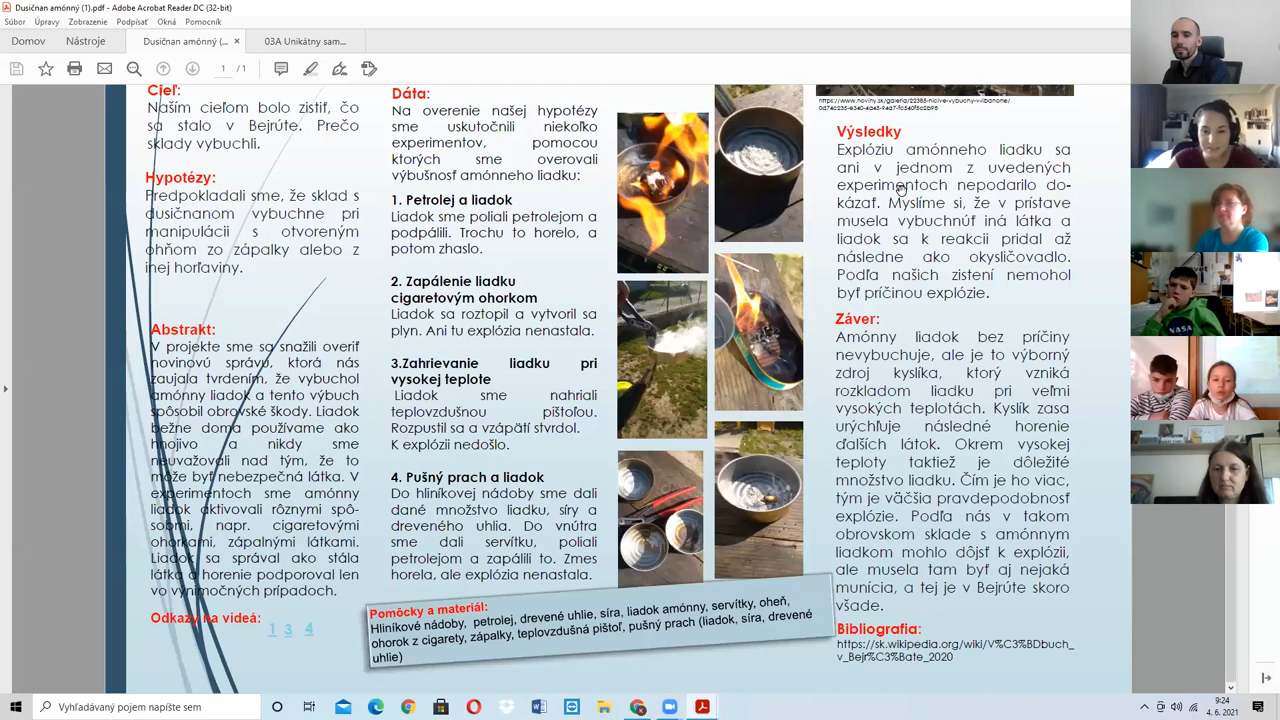 Dusičnan amónny (1).pdf - Adobe Acrobat Reader DC (32-bit)
Súbor Úpravy Zobrazenie Podpísať Okná Pomocník
Domov Nástroje Dusičnan amónny (... × 03A Unikátny sam...
1 / 1
Cieľ:
Naším cieľom bolo zistiť, čo
sa stalo v Bejrúte. Prečo
sklady vybuchli.
Hypotézy:
Predpokladali sme, že sklad s
dusičnanom vybuchne pri
manipulácii s otvoreným
ohňom zo zápalky alebo z
inej horľaviny.
Abstrakt:
V projekte sme sa snažili overiť
novinovú správu, ktorá nás
zaujala tvrdením, že vybuchol
amónny liadok a tento výbuch
spôsobil obrovské škody. Liadok
bežne doma používame ako
hnojivo a nikdy sme
neuvažovali nad tým, že to
môže byť nebezpečná látka. V
experimentoch sme amónny
liadok aktivovali rôznymi spô-
sobmi, napr. cigaretovými
ohorkami, zápalnými látkami.
Liadok sa správal ako stála
látka a horenie podporoval len
vo výnimočných prípadoch.
Odkazy na videá: 1 3 4
Dáta:
Na overenie našej hypotézy
sme uskutočnili niekoľko
experimentov, pomocou
ktorých sme overovali
výbušnosť amónneho liadku:
1. Petrolej a liadok
Liadok sme poliali petrolejom a
podpálili. Trochu to horelo, a
potom zhaslo.
2. Zapálenie liadku
cigaretovým ohorkom
Liadok sa roztopil a vytvoril sa
plyn. Ani tu explózia nenastala.
3.Zahrievanie liadku pri
vysokej teplote
Liadok sme nahriali
teplovzdušnou pištoľou.
Rozpustil sa a vzápätí stvrdol.
K explózii nedošlo.
4. Pušný prach a liadok
Do hliníkovej nádoby sme dali
dané množstvo liadku, síry a
dreveného uhlia. Do vnútra
sme dali servítku, poliali
petrolejom a zapálili to. Zmes
horela, ale explózia nenastala.
Pomôcky a materiál:
Hliníkové nádoby, petrolej, drevené uhlie, síra, liadok amónny, servítky, oheň,
ohorok z cigarety, zápalky, teplovzdušná pištoľ, pušný prach (liadok, síra, drevené
uhlie)
Výsledky
Explóziu amónneho liadku sa
ani v jednom z uvedených
experimentoch nepodarilo do-
kázať. Myslíme si, že v prístave
musela vybuchnúť iná látka a
liadok sa k reakcii pridal až
následne ako okysličovadlo.
Podľa našich zistení nemohol
byť príčinou explózie.
Záver:
Amónny liadok bez príčiny
nevybuchuje, ale je to výborný
zdroj kyslíka, ktorý vzniká
rozkladom liadku pri veľmi
vysokých teplotách. Kyslík zasa
urýchľuje následné horenie
ďalších látok. Okrem vysokej
teploty taktiež je dôležité
množstvo liadku. Čím je ho viac,
tým je väčšia pravdepodobnosť
explózie. Podľa nás v takom
obrovskom sklade s amónnym
liadkom mohlo dôjsť k explózii,
ale musela tam byť aj nejaká
munícia, a tej je v Bejrúte skoro
všade.
Bibliografia:
https://sk.wikipedia.org/wiki/V%C3%BDbuch_
v_Bejr%C3%Bate_2020
NASA
Vyhľadávaný pojem napíšte sem
9:24
4. 6. 2021